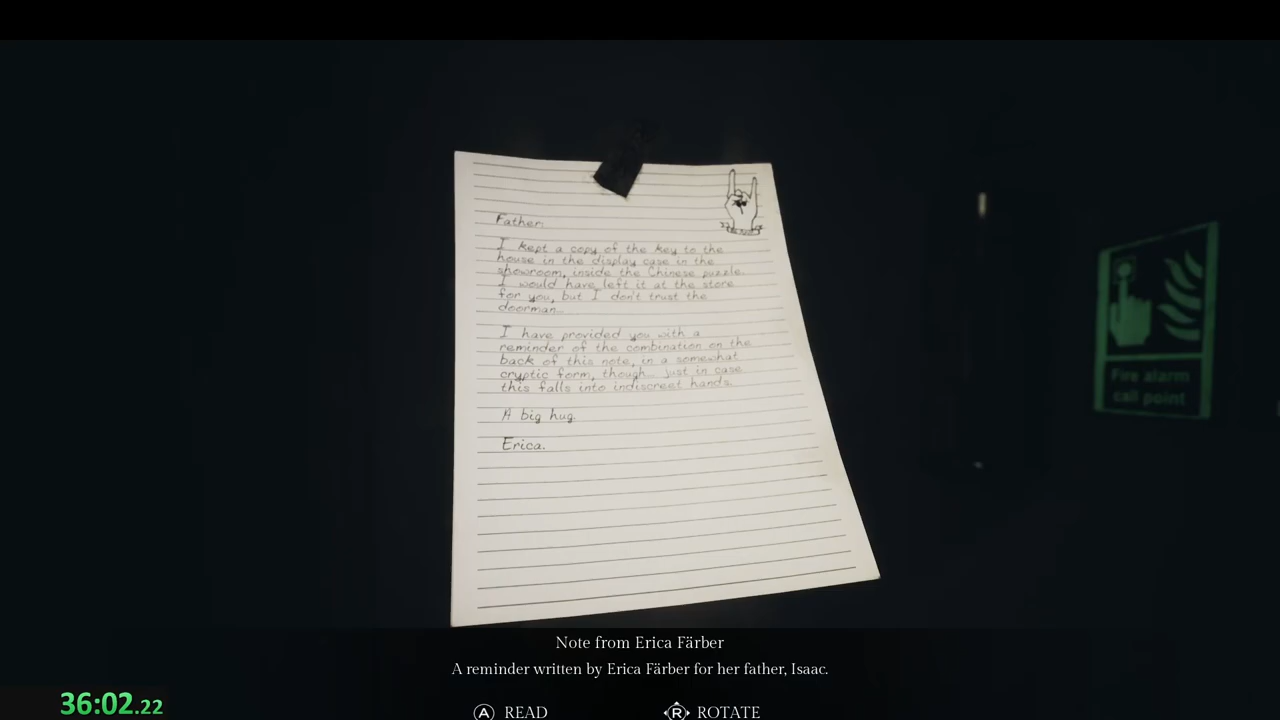 Father:
I kept a copy of the key to the
house in the display case in the
showroom, inside the Chinese puzzle.
I would have left it at the store
for you, but I don't trust the
doorman...
I have provided you with a
reminder of the combination on the
back of this note, in a somewhat
cryptic form, though... just in case
this falls into indiscreet hands.
A big hug.
Erica.
Fire alarm
call point
Note from Erica Färber
A reminder written by Erica Färber for her father, Isaac.
36:02.22
A READ
R ROTATE